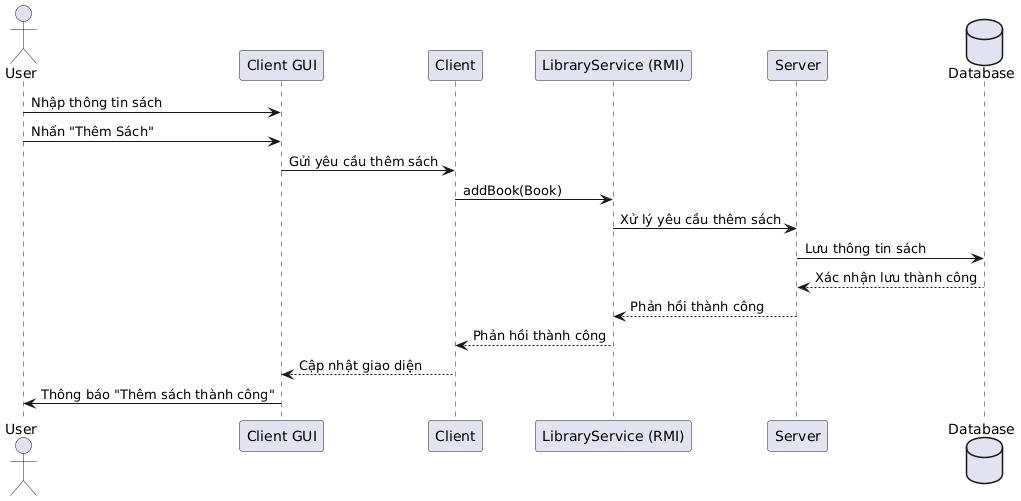 User
Client GUI
Client
LibraryService (RMI)
Server
Database
Nhập thông tin sách
Nhấn "Thêm Sách"
Gửi yêu cầu thêm sách
addBook(Book)
Xử lý yêu cầu thêm sách
Lưu thông tin sách
Xác nhận lưu thành công
Phản hồi thành công
Phản hồi thành công
Cập nhật giao diện
Thông báo "Thêm sách thành công"
User
Client GUI
Client
LibraryService (RMI)
Server
Database